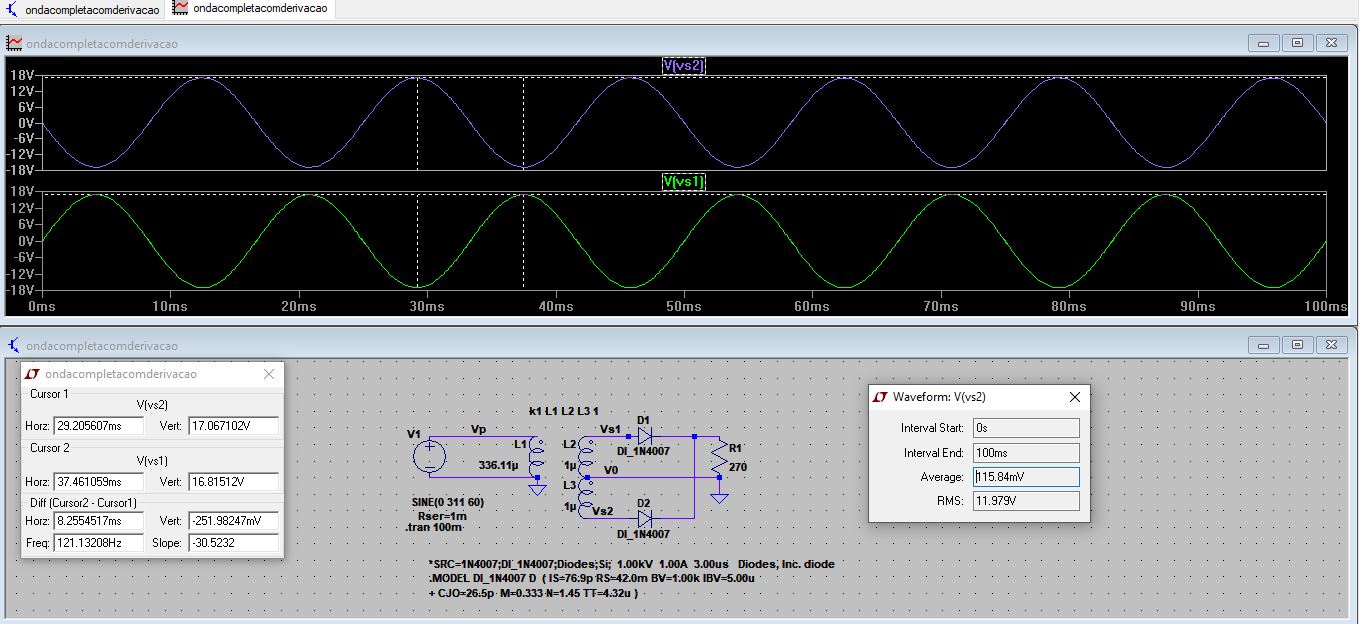 ondacompletacomderivacao ondacompletacomderivacao
ondacompletacomderivacao
V(vs2)
18V
12V
6V
0V
-6V
-12V
-18V
V(vs1)
18V
12V
6V
0V
-6V
-12V
-18V
0ms 10ms 20ms 30ms 40ms 50ms 60ms 70ms 80ms 90ms 100ms
ondacompletacomderivacao
ondacompletacomderivacao
Cursor 1
V(vs2)
Horz: 29.205607ms Vert: 17.067102V
Cursor 2
V(vs1)
Horz: 37.461059ms Vert: 16.81512V
Diff (Cursor2 - Cursor1)
Horz: 8.2554517ms Vert: -251.98247mV
Freq: 121.13208Hz Slope: -30.5232
k1 L1 L2 L3 1
V1 Vp L1 L2 Vs1 D1
DI_1N4007
R1
336.11µ 1µ V0 270
L3
1µ Vs2 D2
DI_1N4007
SINE(0 311 60)
Rser=1m
.tran 100m
*SRC=1N4007;DI_1N4007;Diodes;Si; 1.00kV 1.00A 3.00us Diodes, Inc. diode
.MODEL DI_1N4007 D ( IS=76.9p RS=42.0m BV=1.00k IBV=5.00u
+ CJO=26.5p M=0.333 N=1.45 TT=4.32u )
Waveform: V(vs2)
Interval Start: 0s
Interval End: 100ms
Average: 115.84mV
RMS: 11.979V